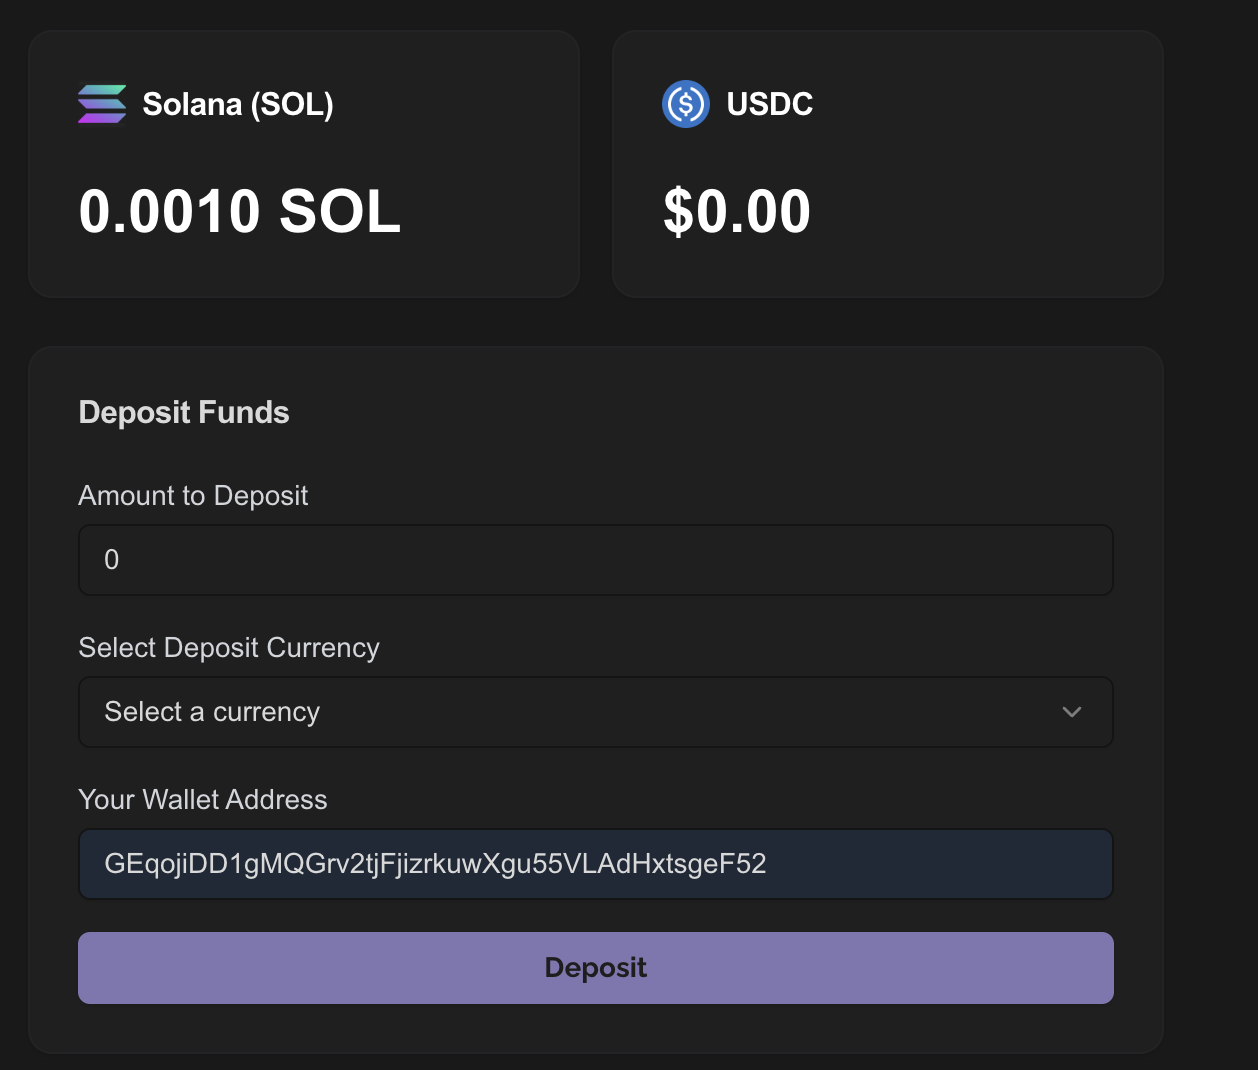 Solana (SOL)
0.0010 SOL
USDC
$0.00
Deposit Funds
Amount to Deposit
0
Select Deposit Currency
Select a currency
Your Wallet Address
GEqojiDD1gMQGrv2tjFjizrkuwXgu55VLAdHxtsgeF52
Deposit